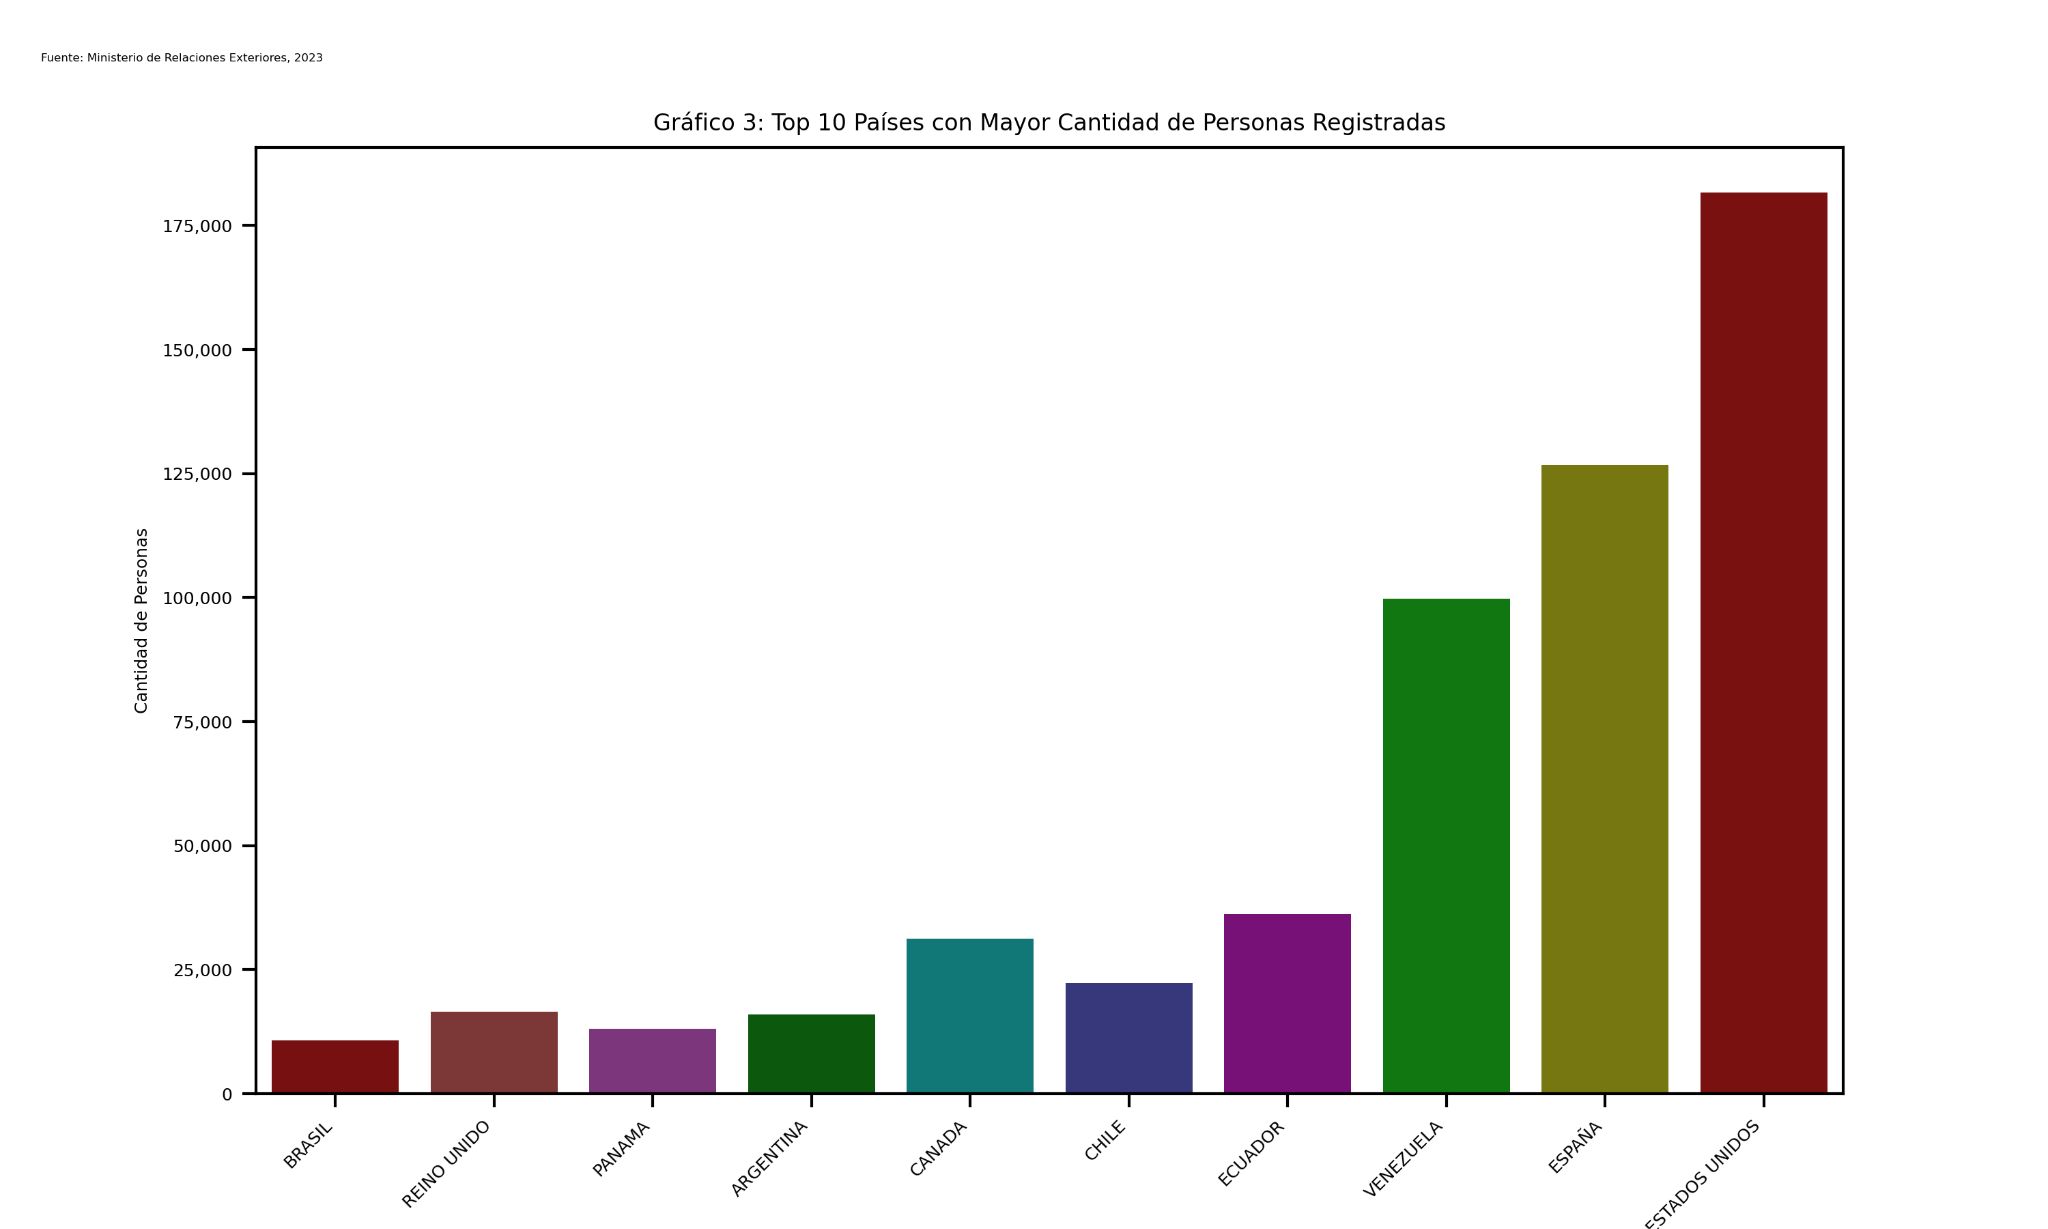 Fuente: Ministerio de Relaciones Exteriores, 2023
Gráfico 3: Top 10 Países con Mayor Cantidad de Personas Registradas
Cantidad de Personas
175,000
150,000
125,000
100,000
75,000
50,000
25,000
0
BRASIL
REINO UNIDO
PANAMA
ARGENTINA
CANADA
CHILE
ECUADOR
VENEZUELA
ESPAÑA
ESTADOS UNIDOS